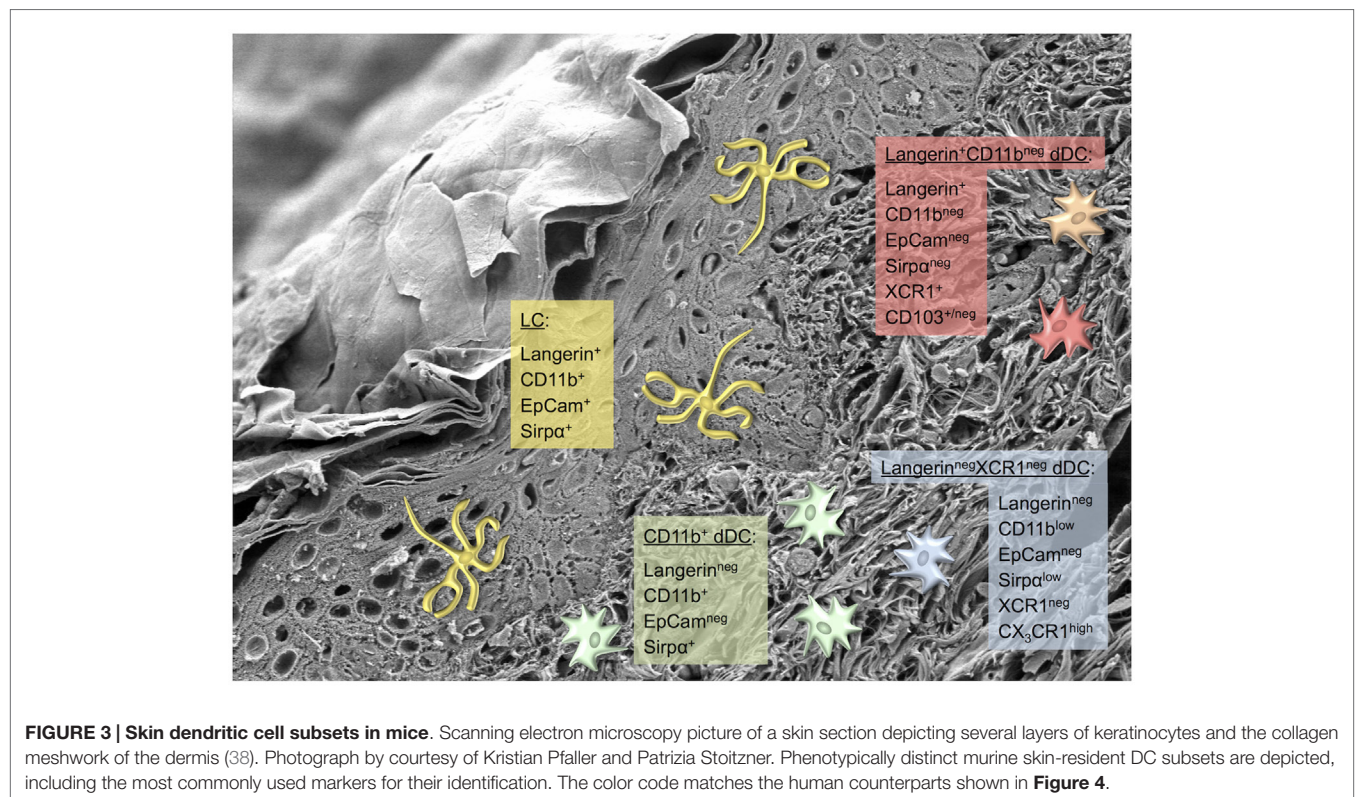 Langerin⁺CD11bⁿᵉᵍ dDC:
Langerin⁺
CD11bⁿᵉᵍ
EpCamⁿᵉᵍ
Sirpαⁿᵉᵍ
XCR1⁺
CD103⁺/ⁿᵉᵍ
LC:
Langerin⁺
CD11b⁺
EpCam⁺
Sirpα⁺
LangerinⁿᵉᵍXCR1ⁿᵉᵍ dDC:
Langerinⁿᵉᵍ
CD11bˡᵒʷ
EpCamⁿᵉᵍ
Sirpαˡᵒʷ
XCR1ⁿᵉᵍ
CX₃CR1ʰⁱᵍʰ
CD11b⁺ dDC:
Langerinⁿᵉᵍ
CD11b⁺
EpCamⁿᵉᵍ
Sirpα⁺
FIGURE 3 | Skin dendritic cell subsets in mice. Scanning electron microscopy picture of a skin section depicting several layers of keratinocytes and the collagen
meshwork of the dermis (38). Photograph by courtesy of Kristian Pfaller and Patrizia Stoitzner. Phenotypically distinct murine skin-resident DC subsets are depicted,
including the most commonly used markers for their identification. The color code matches the human counterparts shown in Figure 4.